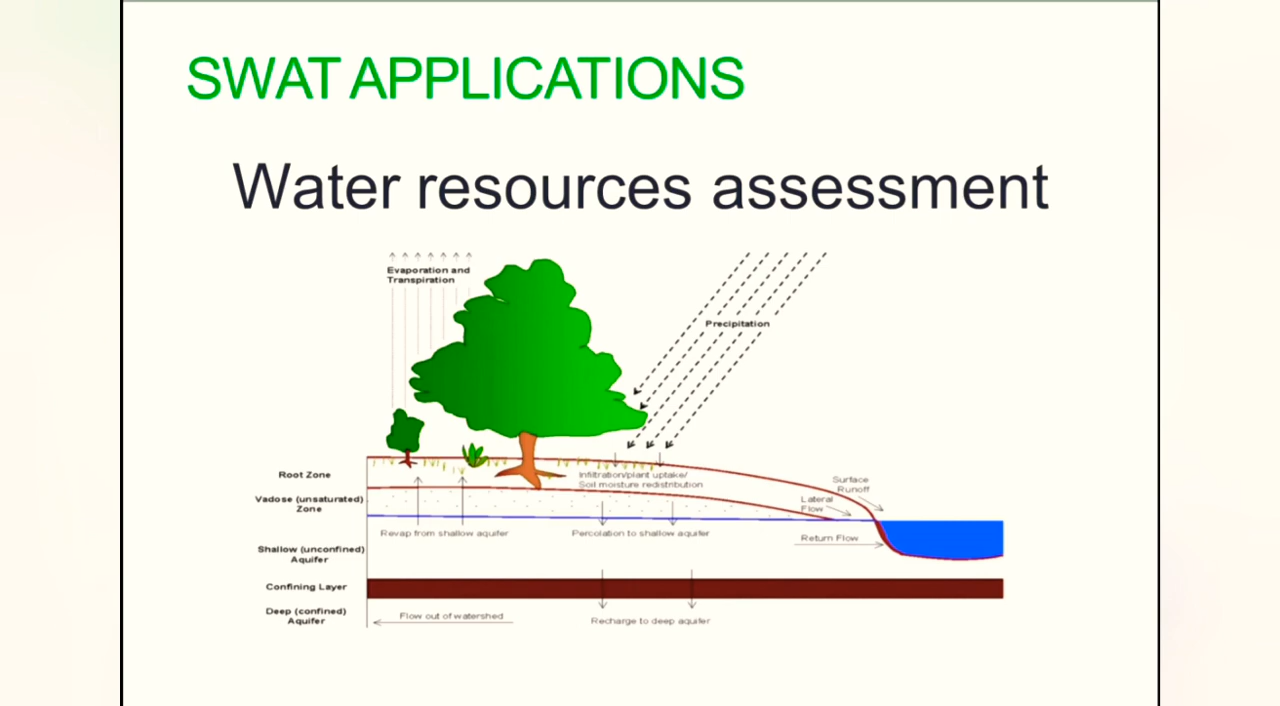 SWAT APPLICATIONS
Water resources assessment
Evaporation and
Transpiration
Precipitation
Root Zone
Infiltration/plant uptake/
Soil moisture redistribution
Surface
Runoff
Vadose (unsaturated)
Zone
Lateral
Flow
Revap from shallow aquifer
Percolation to shallow aquifer
Return Flow
Shallow (unconfined)
Aquifer
Confining Layer
Deep (confined)
Aquifer
Flow out of watershed
Recharge to deep aquifer